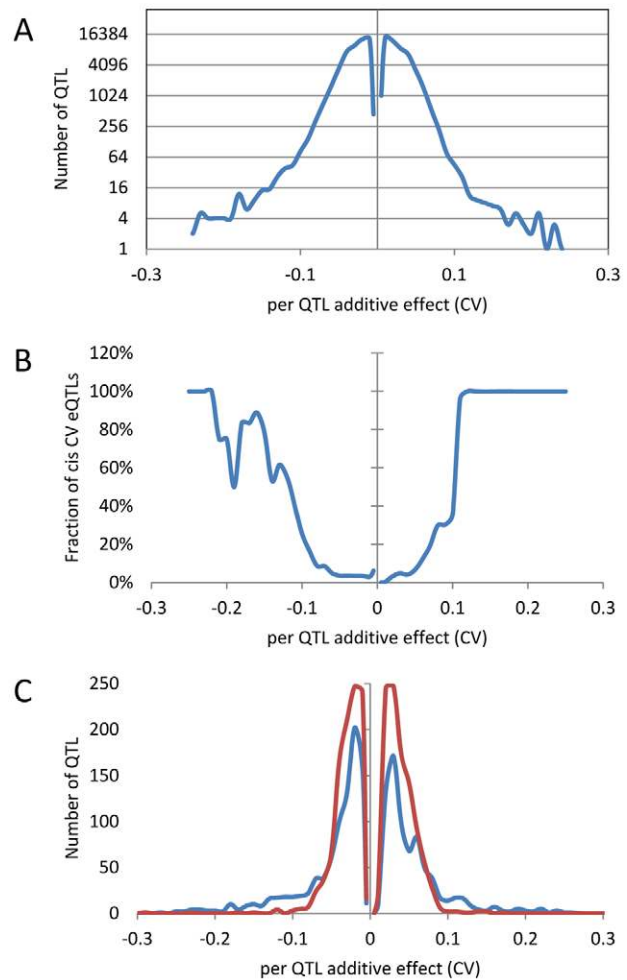 A
Number of QTL
16384
4096
1024
256
64
16
4
1
-0.3 -0.1 0.1 0.3
per QTL additive effect (CV)
B
Fraction of cis CV eQTLs
120%
100%
80%
60%
40%
20%
0%
-0.3 -0.2 -0.1 0 0.1 0.2 0.3
per QTL additive effect (CV)
C
Number of QTL
250
200
150
100
50
0
-0.3 -0.2 -0.1 0 0.1 0.2 0.3
per QTL additive effect (CV)